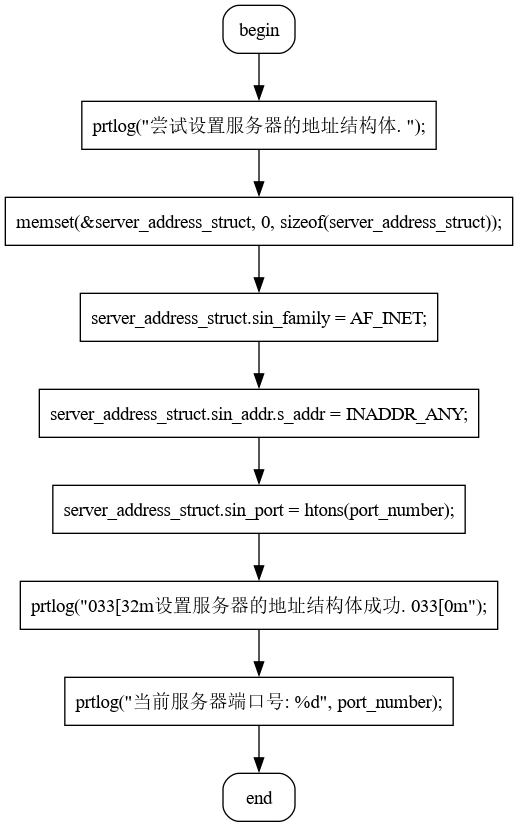 begin
prtlog("尝试设置服务器的地址结构体. ");
memset(&server_address_struct, 0, sizeof(server_address_struct));
server_address_struct.sin_family = AF_INET;
server_address_struct.sin_addr.s_addr = INADDR_ANY;
server_address_struct.sin_port = htons(port_number);
prtlog("033[32m设置服务器的地址结构体成功. 033[0m");
prtlog("当前服务器端口号: %d", port_number);
end